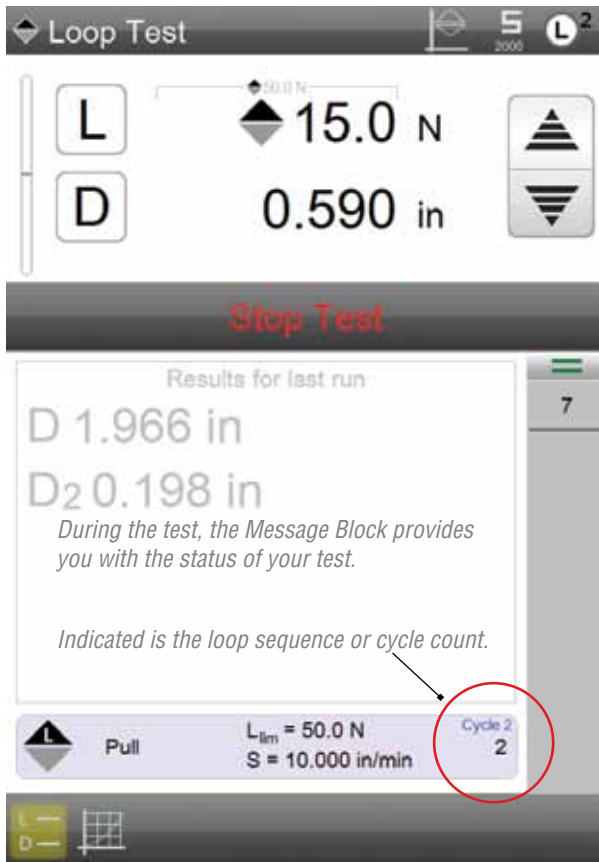 Loop Test
S
2000
L2
50.0 N
L
15.0 N
D
0.590 in
Stop Test
Results for last run
7
D 1.966 in
D2 0.198 in
During the test, the Message Block provides
you with the status of your test.
Indicated is the loop sequence or cycle count.
L
Pull
Llim = 50.0 N
Cycle 2
2
S = 10.000 in/min
L
D